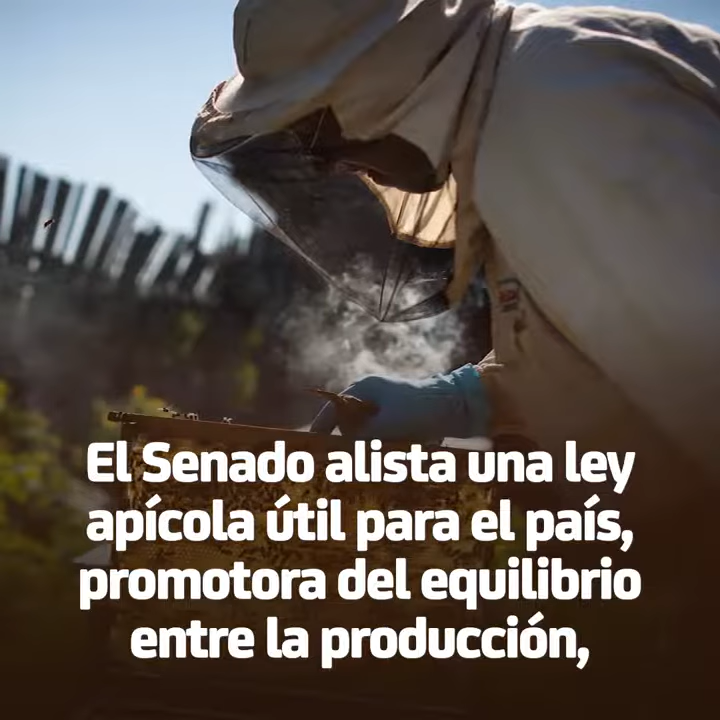 El Senado alista una ley
apícola útil para el país,
promotora del equilibrio
entre la producción,